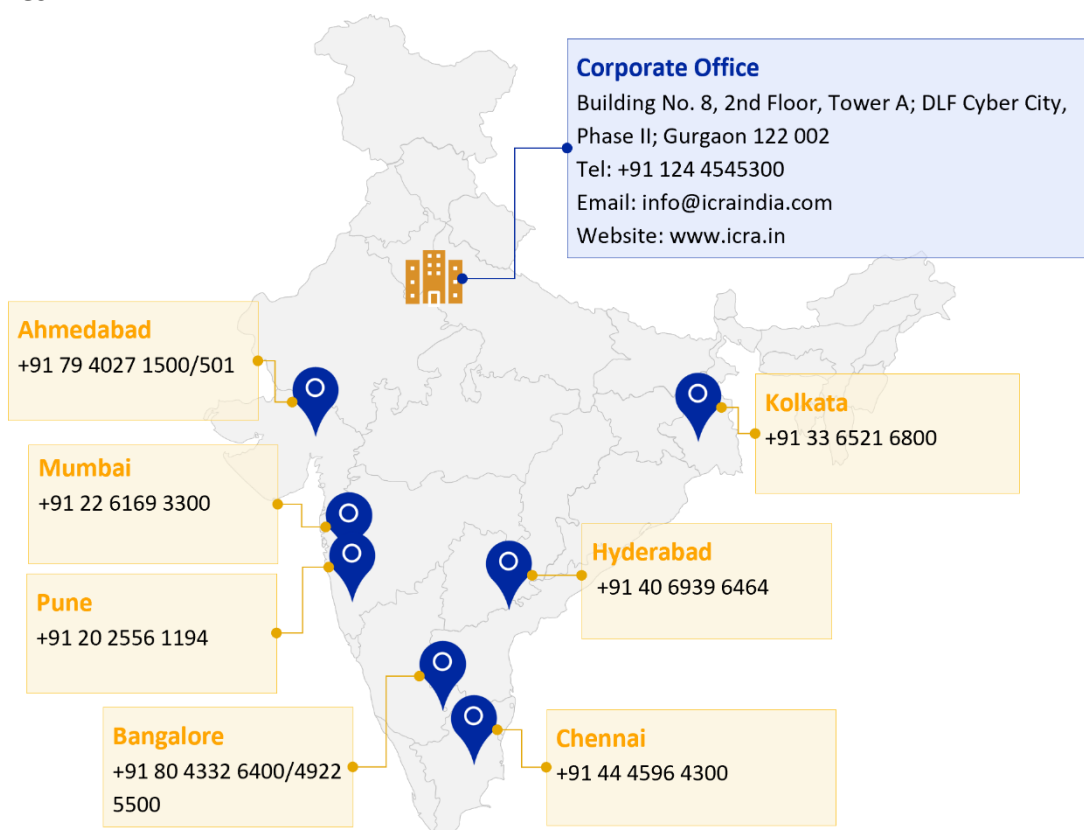 Corporate Office
Building No. 8, 2nd Floor, Tower A; DLF Cyber City,
Phase II; Gurgaon 122 002
Tel: +91 124 4545300
Email: info@icraindia.com
Website: www.icra.in
Ahmedabad
+91 79 4027 1500/501
Kolkata
+91 33 6521 6800
Mumbai
+91 22 6169 3300
Hyderabad
+91 40 6939 6464
Pune
+91 20 2556 1194
Bangalore
+91 80 4332 6400/4922
5500
Chennai
+91 44 4596 4300